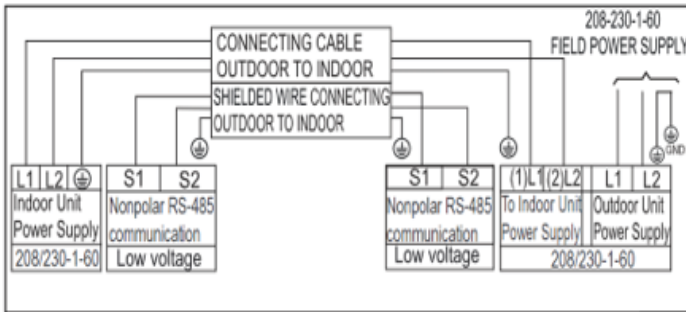 208-230-1-60
FIELD POWER SUPPLY
CONNECTING CABLE
OUTDOOR TO INDOOR
SHIELDED WIRE CONNECTING
OUTDOOR TO INDOOR
GND
L1 L2
Indoor Unit
Power Supply
208/230-1-60
S1 S2
Nonpolar RS-485
communication
Low voltage
S1 S2
Nonpolar RS-485
communication
Low voltage
(1)L1 (2)L2
To Indoor Unit
Power Supply
L1 L2
Outdoor Unit
Power Supply
208/230-1-60